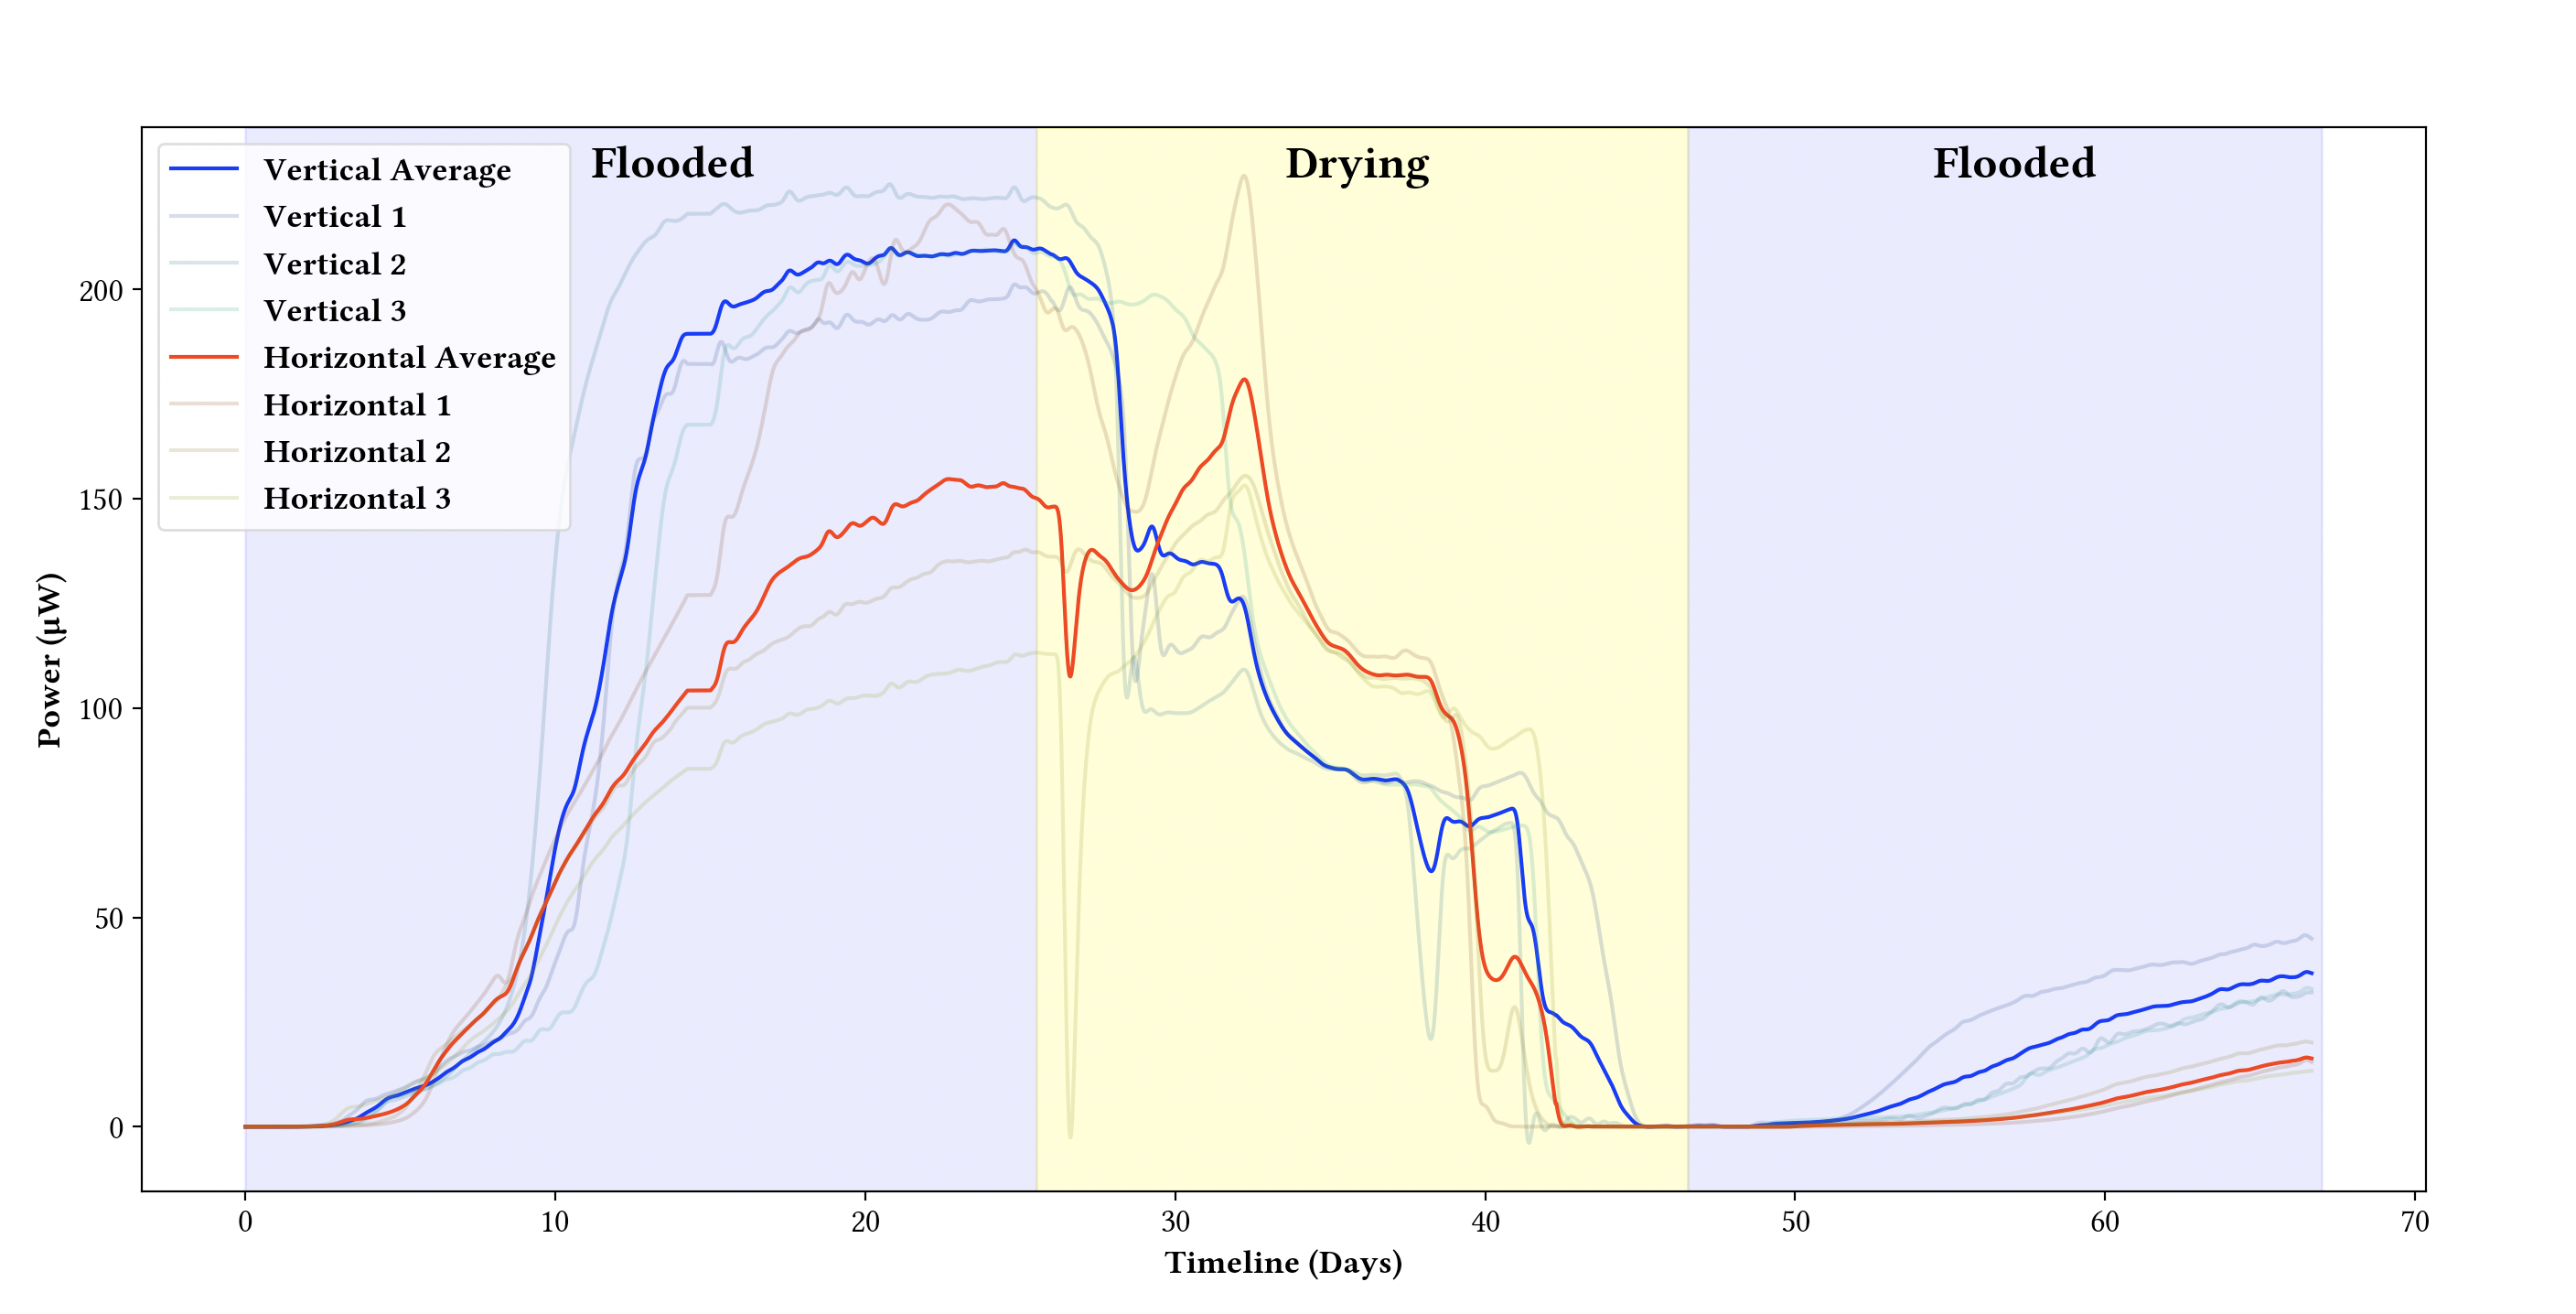 Flooded
Drying
Flooded
Vertical Average
Vertical 1
Vertical 2
Vertical 3
Horizontal Average
Horizontal 1
Horizontal 2
Horizontal 3
Power (µW)
200
150
100
50
0
0 10 20 30 40 50 60 70
Timeline (Days)